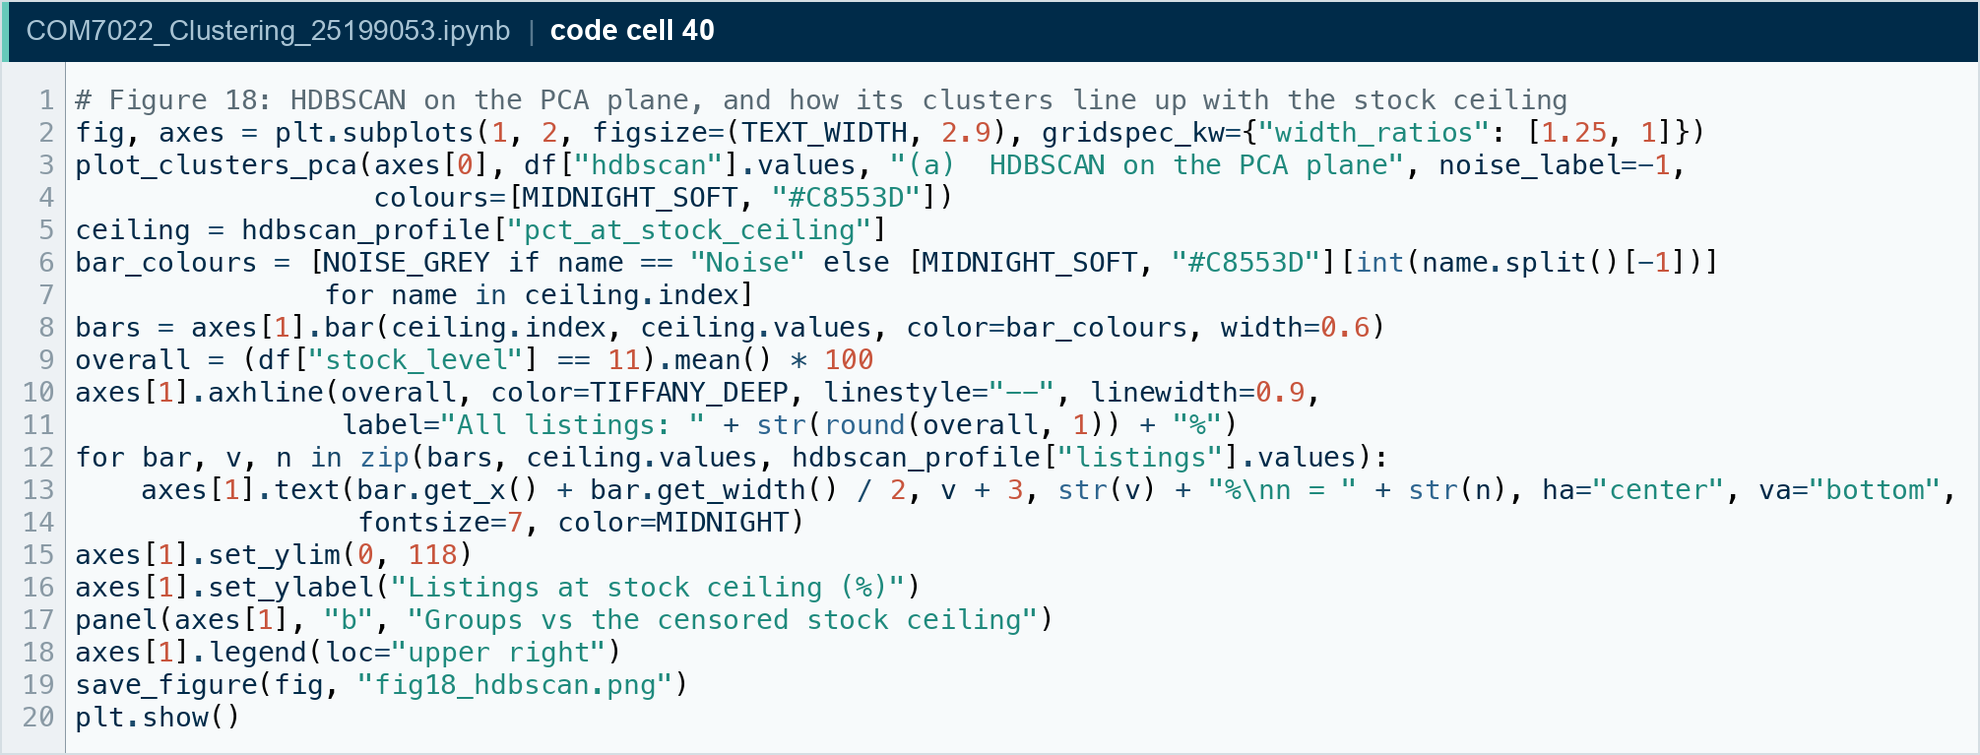 COM7022_Clustering_25199053.ipynb | code cell 40
1 # Figure 18: HDBSCAN on the PCA plane, and how its clusters line up with the stock ceiling
2 fig, axes = plt.subplots(1, 2, figsize=(TEXT_WIDTH, 2.9), gridspec_kw={"width_ratios": [1.25, 1]})
3 plot_clusters_pca(axes[0], df["hdbscan"].values, "(a)  HDBSCAN on the PCA plane", noise_label=-1,
4                   colours=[MIDNIGHT_SOFT, "#C8553D"])
5 ceiling = hdbscan_profile["pct_at_stock_ceiling"]
6 bar_colours = [NOISE_GREY if name == "Noise" else [MIDNIGHT_SOFT, "#C8553D"][int(name.split()[-1])]
7                for name in ceiling.index]
8 bars = axes[1].bar(ceiling.index, ceiling.values, color=bar_colours, width=0.6)
9 overall = (df["stock_level"] == 11).mean() * 100
10 axes[1].axhline(overall, color=TIFFANY_DEEP, linestyle="--", linewidth=0.9,
11                 label="All listings: " + str(round(overall, 1)) + "%")
12 for bar, v, n in zip(bars, ceiling.values, hdbscan_profile["listings"].values):
13     axes[1].text(bar.get_x() + bar.get_width() / 2, v + 3, str(v) + "%\nn = " + str(n), ha="center", va="bottom",
14                  fontsize=7, color=MIDNIGHT)
15 axes[1].set_ylim(0, 118)
16 axes[1].set_ylabel("Listings at stock ceiling (%)")
17 panel(axes[1], "b", "Groups vs the censored stock ceiling")
18 axes[1].legend(loc="upper right")
19 save_figure(fig, "fig18_hdbscan.png")
20 plt.show()